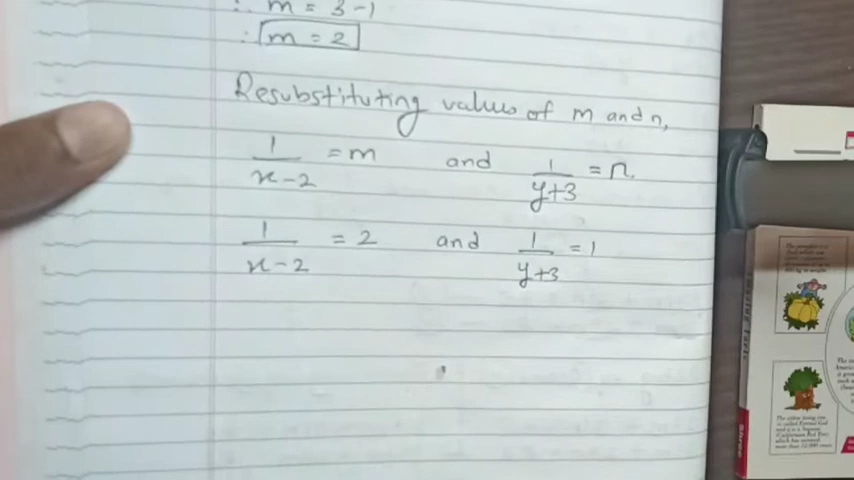 ∴ m = 3-1
∴ m = 2
Resubstituting values of m and n,
1/(x-2) = m and 1/(y+3) = n.
1/(x-2) = 2 and 1/(y+3) = 1